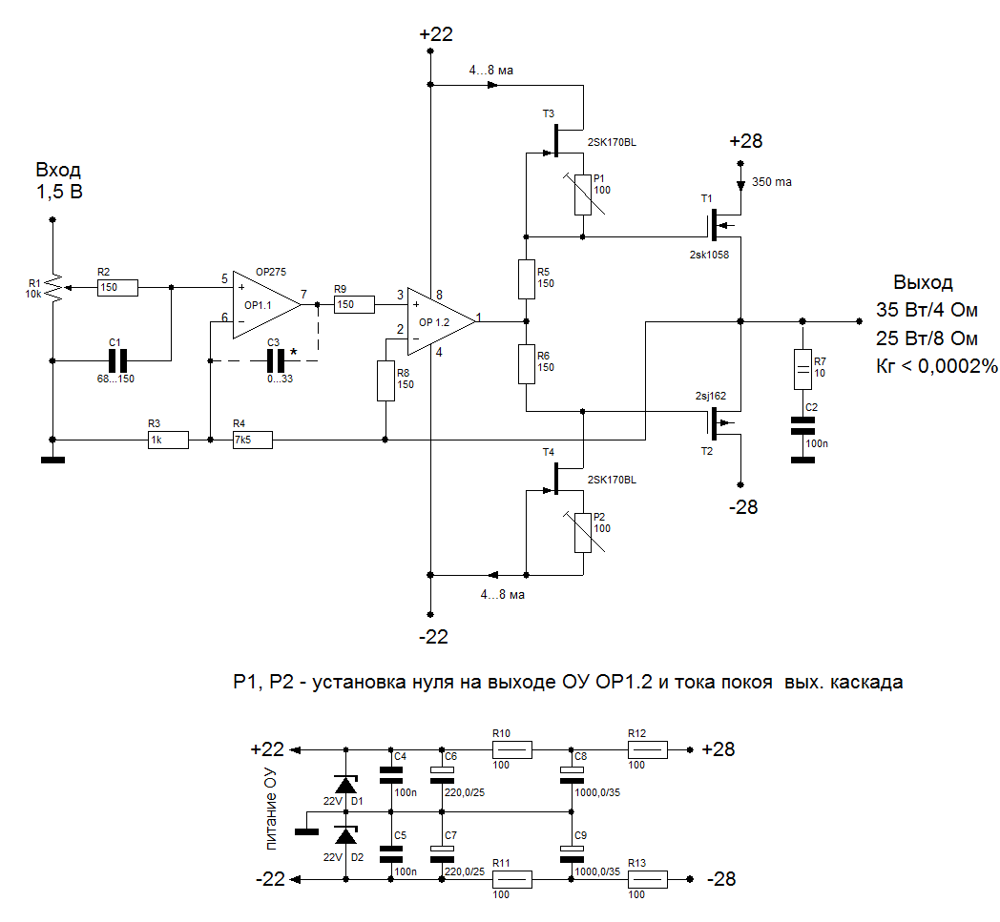 +22
4...8 ма
T3
2SK170BL
P1
100
+28
350 ma
T1
2sk1058
Вход
1,5 В
R1
10k
R2
150
C1
68...150
5
6
7
OP275
OP1.1
+
−
C3
*
0...33
R9
150
3
2
8
4
1
+
−
OP 1.2
R8
150
R5
150
R6
150
R3
1k
R4
7k5
Выход
35 Вт/4 Ом
25 Вт/8 Ом
Кг < 0,0002%
R7
10
C2
100n
2sj162
T2
-28
T4
2SK170BL
P2
100
4...8 ма
-22
P1, P2 - установка нуля на выходе ОУ OP1.2 и тока покоя вых. каскада
+22
питание ОУ
-22
22V D1
22V D2
C4
100n
C5
100n
C6
220,0/25
C7
220,0/25
R10
100
R11
100
C8
1000,0/35
C9
1000,0/35
R12
100
R13
100
+28
-28